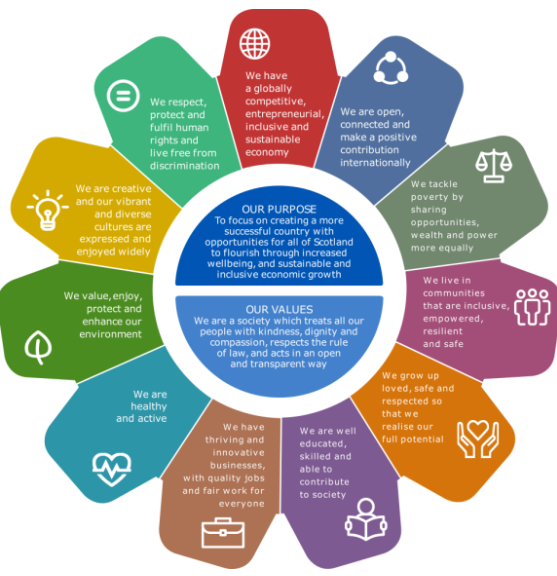 We have
a globally
competitive,
entrepreneurial,
inclusive and
sustainable
economy
We are open,
connected and
make a positive
contribution
internationally
We tackle
poverty by
sharing
opportunities,
wealth and power
more equally
We live in
communities
that are inclusive,
empowered,
resilient
and safe
We grow up
loved, safe and
respected so
that we
realise our
full potential
We are well
educated,
skilled and
able to
contribute
to society
We have
thriving and
innovative
businesses,
with quality jobs
and fair work for
everyone
We are
healthy
and active
We value, enjoy,
protect and
enhance our
environment
We are creative
and our vibrant
and diverse
cultures are
expressed and
enjoyed widely
We respect,
protect and
fulfil human
rights and
live free from
discrimination
OUR PURPOSE
To focus on creating a more
successful country with
opportunities for all of Scotland
to flourish through increased
wellbeing, and sustainable and
inclusive economic growth
OUR VALUES
We are a society which treats all our
people with kindness, dignity and
compassion, respects the rule
of law, and acts in an open
and transparent way